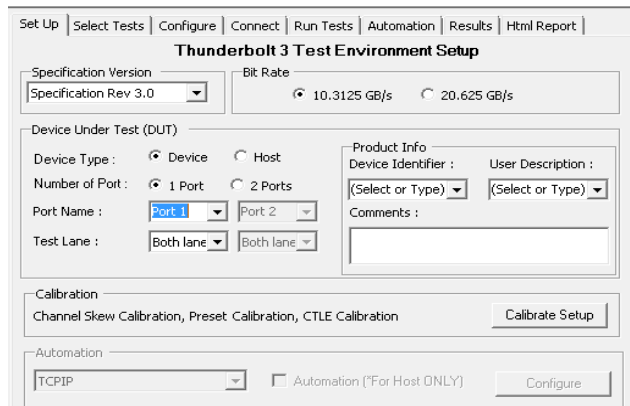 Set Up Select Tests Configure Connect Run Tests Automation Results Html Report
Thunderbolt 3 Test Environment Setup
Specification Version
Specification Rev 3.0
Bit Rate
10.3125 GB/s 20.625 GB/s
Device Under Test (DUT)
Device Type : Device Host
Number of Port : 1 Port 2 Ports
Port Name : Port 1 Port 2
Test Lane : Both lane Both lane
Product Info
Device Identifier : User Description :
(Select or Type) (Select or Type)
Comments :
Calibration
Channel Skew Calibration, Preset Calibration, CTLE Calibration Calibrate Setup
Automation
TCPIP Automation (*For Host ONLY) Configure